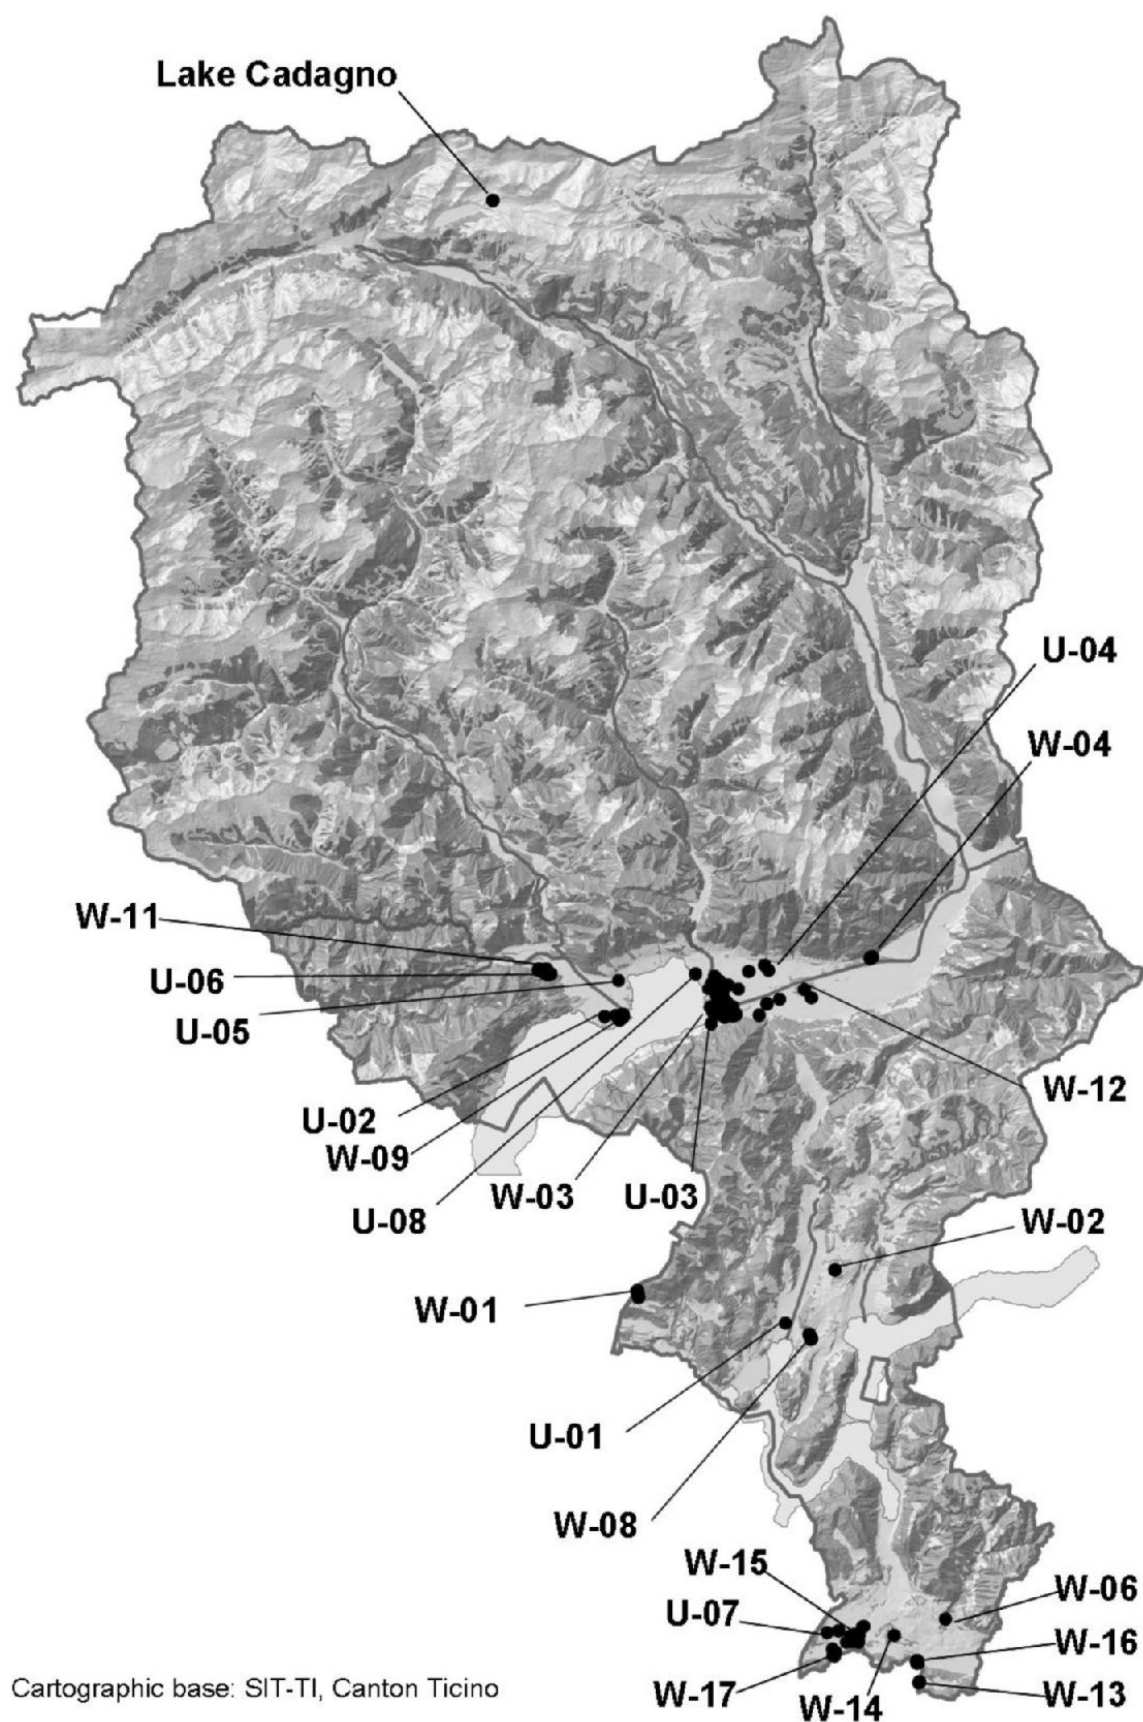 Lake Cadagno
U-04
W-04
W-11
U-06
U-05
U-02
W-09
U-08
W-03
U-03
W-12
W-02
W-01
U-01
W-08
W-15
U-07
W-06
W-16
W-17
W-14
W-13
Cartographic base: SIT-TI, Canton Ticino